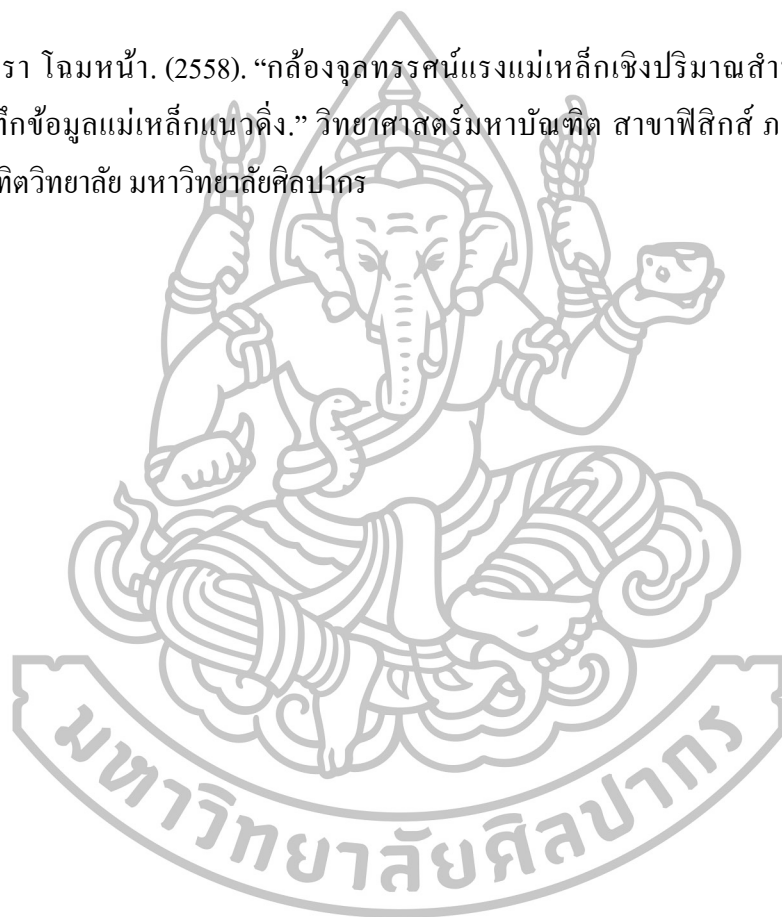 รา โฉมหน้า. (2558). “กล้องจุลทรรศน์แรงแม่เหล็กเชิงปริมาณสำ
ึกข้อมูลแม่เหล็กแนวดิ่ง.” วิทยาศาสตร์มหาบัณฑิต สาขาฟิสิกส์ ภ
ทิตวิทยาลัย มหาวิทยาลัยศิลปากร
มหาวิทยาลัยศิลปากร